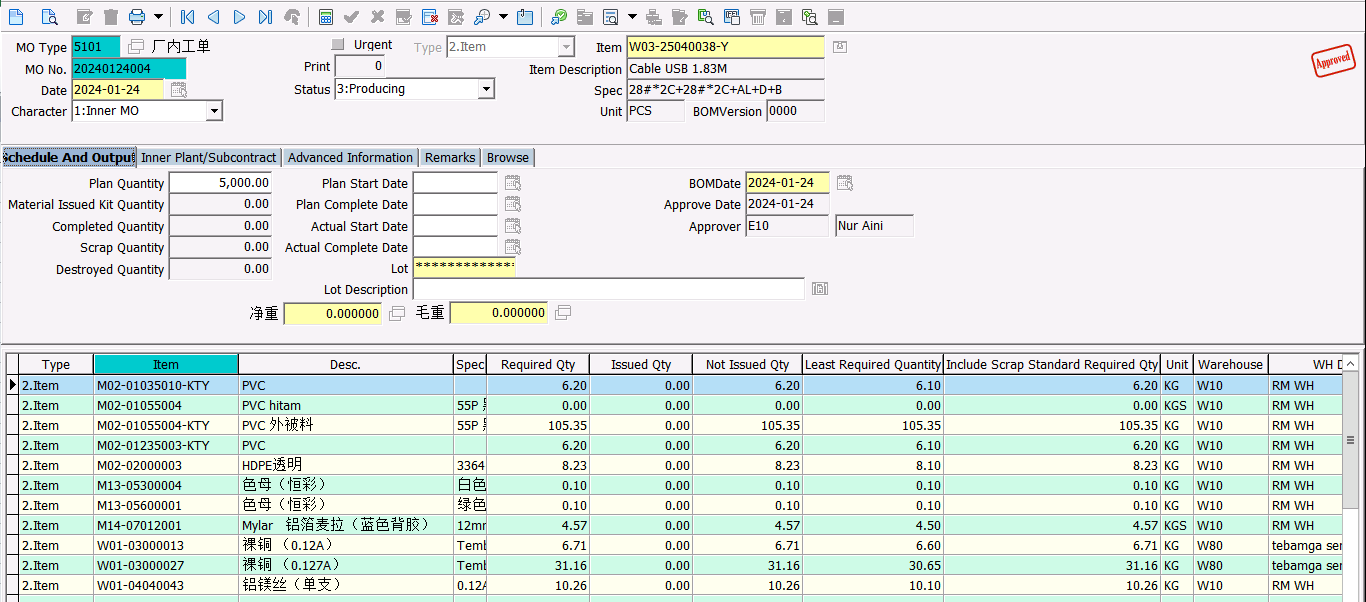 MO Type 5101 厂内工单 Urgent Type 2.Item Item W03-25040038-Y
Approved
MO No. 20240124004 Print 0 Item Description Cable USB 1.83M
Date 2024-01-24 Status 3:Producing Spec 28#*2C+28#*2C+AL+D+B
Character 1:Inner MO Unit PCS BOMVersion 0000
Schedule And Output Inner Plant/Subcontract Advanced Information Remarks Browse
Plan Quantity 5,000.00 Plan Start Date BOMDate 2024-01-24
Material Issued Kit Quantity 0.00 Plan Complete Date Approve Date 2024-01-24
Completed Quantity 0.00 Actual Start Date Approver E10 Nur Aini
Scrap Quantity 0.00 Actual Complete Date
Destroyed Quantity 0.00 Lot *************
Lot Description
净重 0.000000 毛重 0.000000
Type Item Desc. Spec Required Qty Issued Qty Not Issued Qty Least Required Quantity Include Scrap Standard Required Qty Unit Warehouse WH D
2.Item M02-01035010-KTY PVC 6.20 0.00 6.20 6.10 6.20 KG W10 RM WH
2.Item M02-01055004 PVC hitam 55P 0.00 0.00 0.00 0.00 0.00 KGS W10 RM WH
2.Item M02-01055004-KTY PVC 外被料 55P 105.35 0.00 105.35 105.35 105.35 KG W10 RM WH
2.Item M02-01235003-KTY PVC 6.20 0.00 6.20 6.10 6.20 KG W10 RM WH
2.Item M02-02000003 HDPE透明 3364 8.23 0.00 8.23 8.10 8.23 KG W10 RM WH
2.Item M13-05300004 色母（恒彩） 白色 0.10 0.00 0.10 0.10 0.10 KG W10 RM WH
2.Item M13-05600001 色母（恒彩） 绿色 0.10 0.00 0.10 0.10 0.10 KG W10 RM WH
2.Item M14-07012001 Mylar 铝箔麦拉（蓝色背胶） 12mm 4.57 0.00 4.57 4.50 4.57 KGS W10 RM WH
2.Item W01-03000013 裸铜 （0.12A） Temb 6.71 0.00 6.71 6.60 6.71 KG W80 tebamga ser
2.Item W01-03000027 裸铜 （0.127A） Temb 31.16 0.00 31.16 30.65 31.16 KG W80 tebamga ser
2.Item W01-04040043 铝镁丝（单支） 0.12A 10.26 0.00 10.26 10.10 10.26 KG W10 RM WH